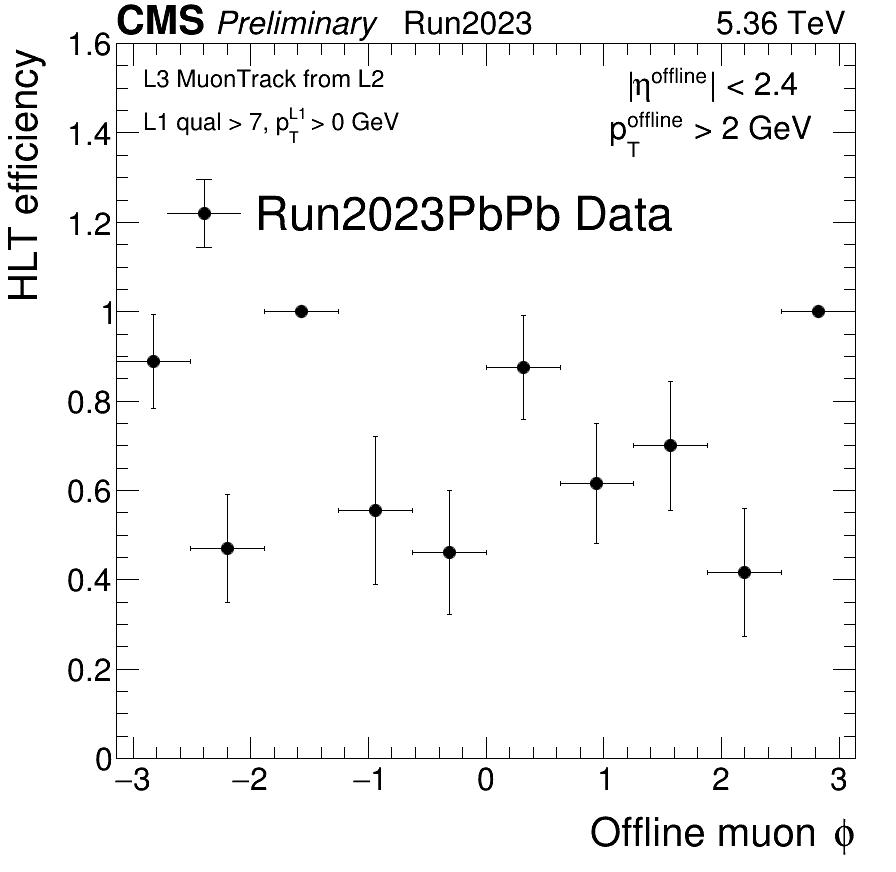 CMS Preliminary Run2023 5.36 TeV
HLT efficiency
1.6
1.4
1.2
1
0.8
0.6
0.4
0.2
0
L3 MuonTrack from L2
L1 qual > 7, p_T^L1 > 0 GeV
|η^offline| < 2.4
p_T^offline > 2 GeV
Run2023PbPb Data
−3 −2 −1 0 1 2 3
Offline muon ϕ